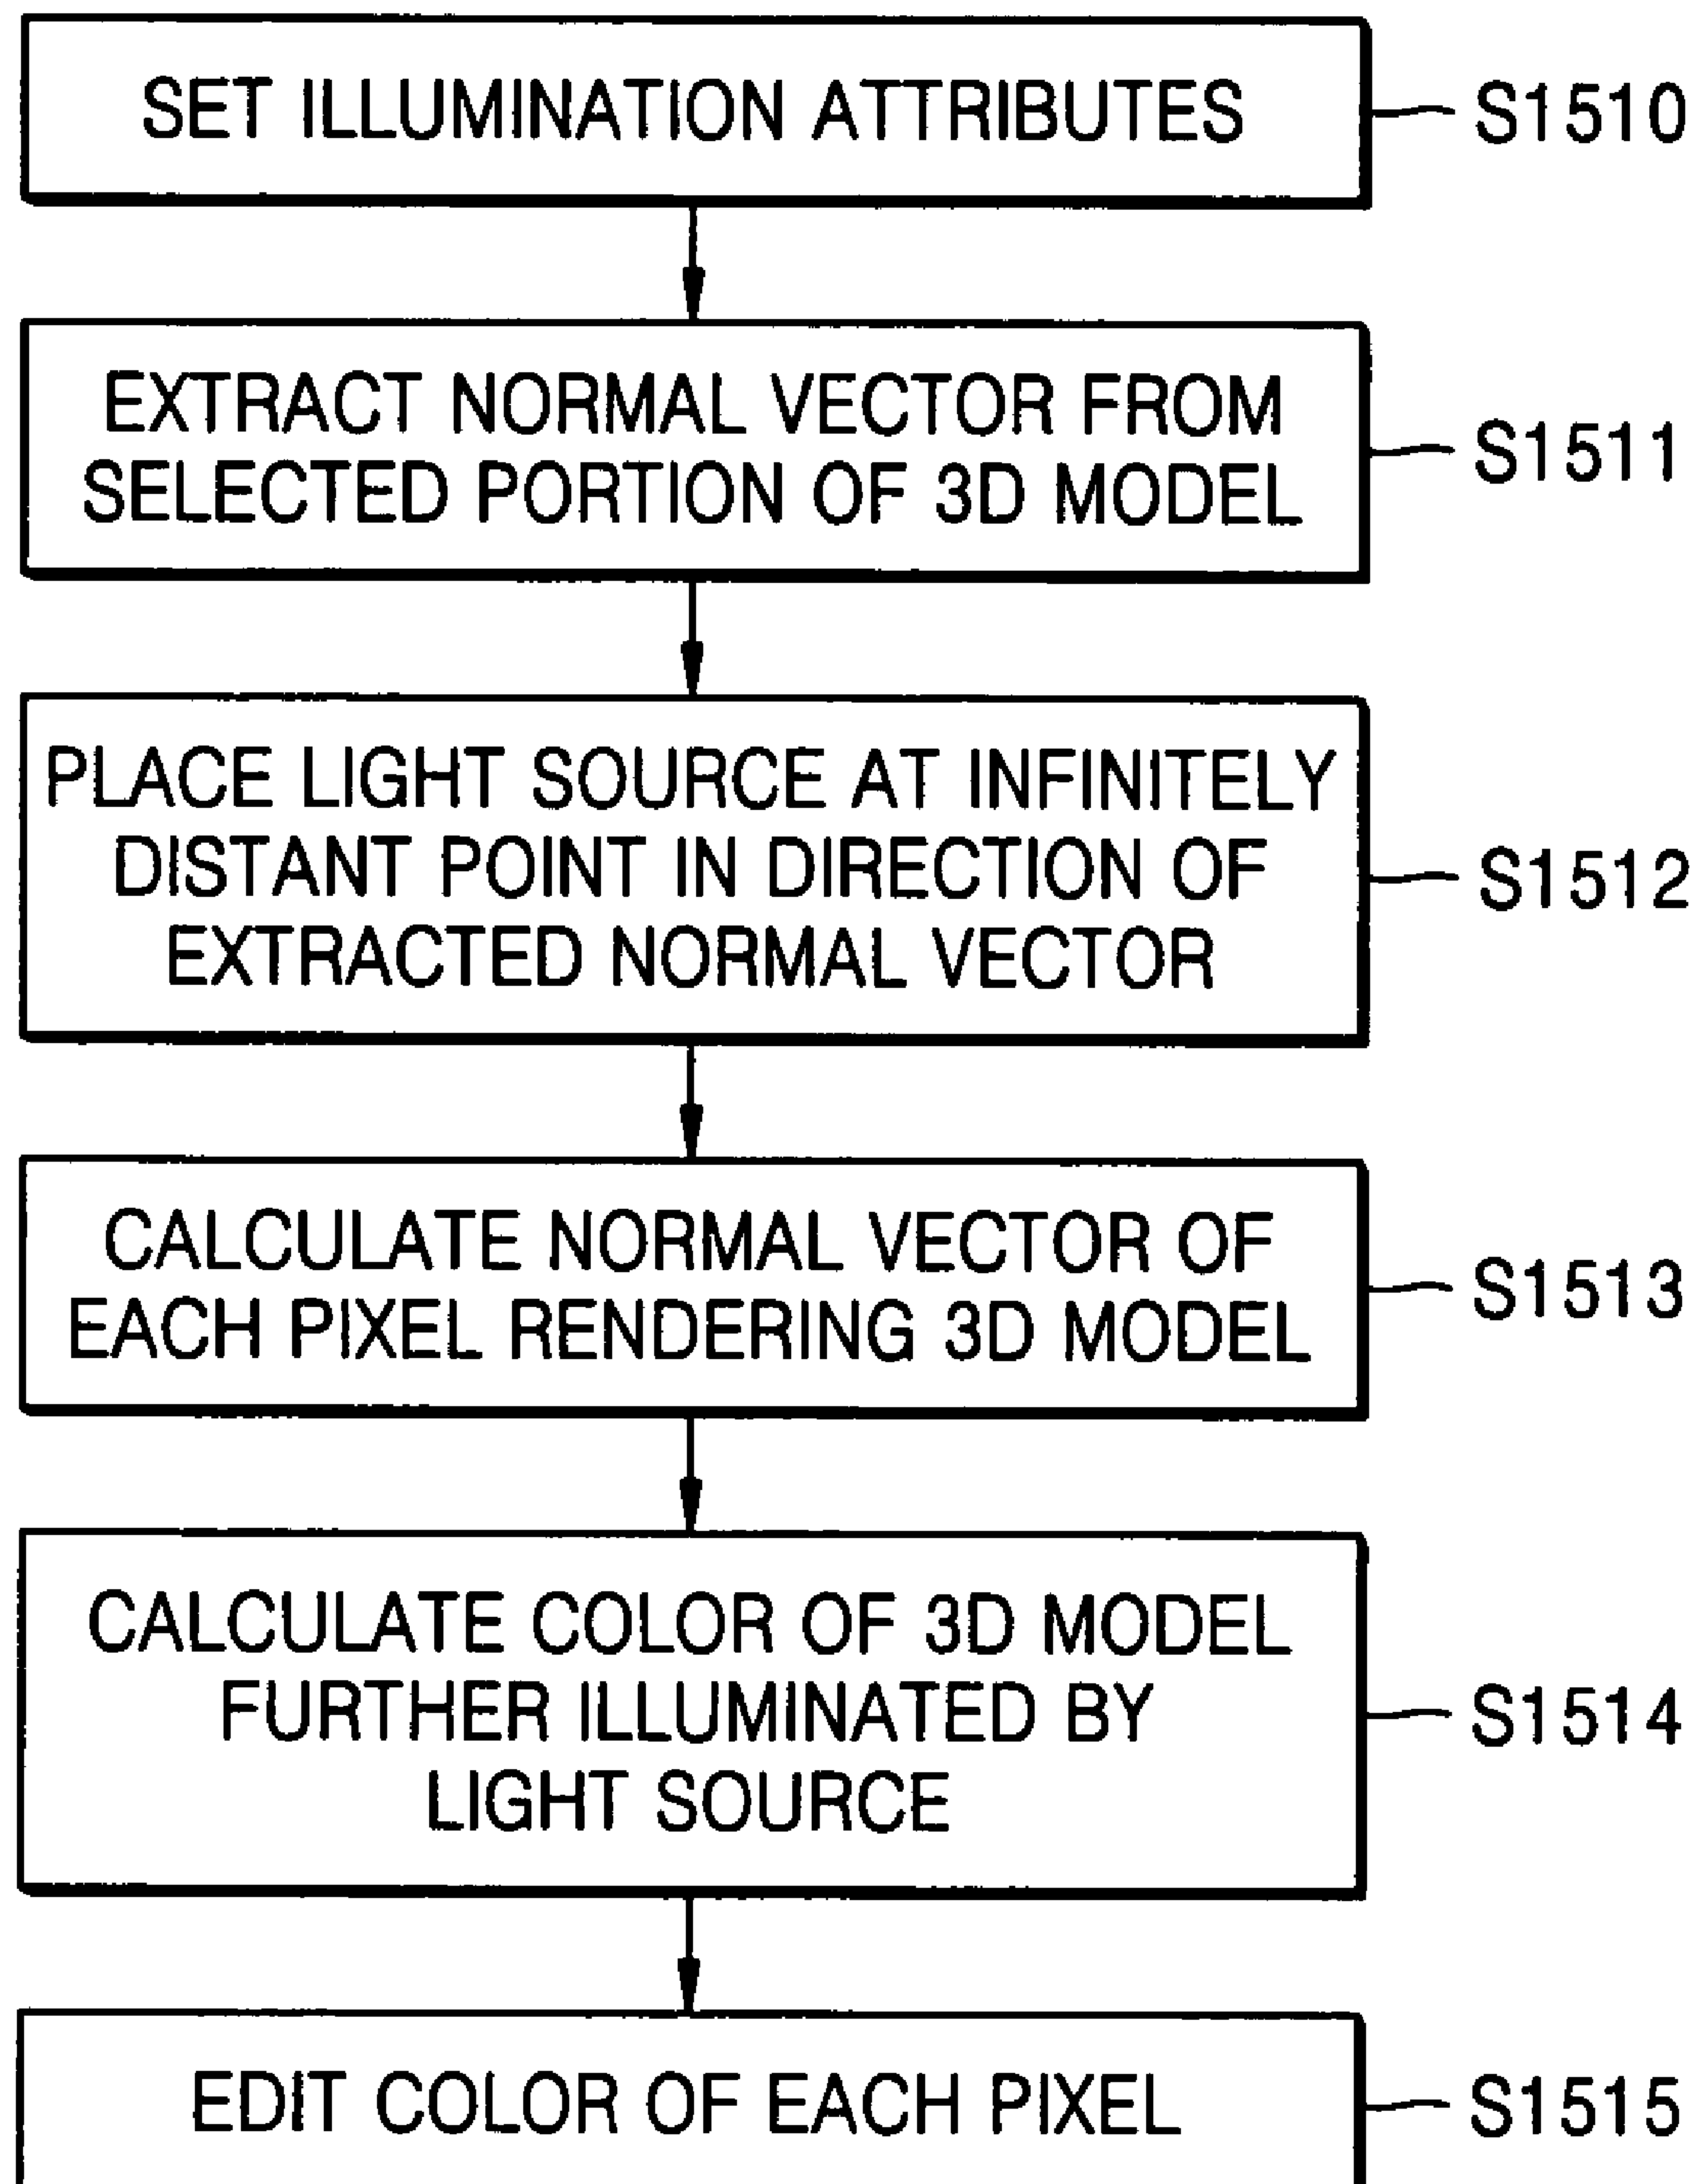 SET ILLUMINATION ATTRIBUTES
S1510
EXTRACT NORMAL VECTOR FROM
SELECTED PORTION OF 3D MODEL
S1511
PLACE LIGHT SOURCE AT INFINITELY
DISTANT POINT IN DIRECTION OF
EXTRACTED NORMAL VECTOR
S1512
CALCULATE NORMAL VECTOR OF
EACH PIXEL RENDERING 3D MODEL
S1513
CALCULATE COLOR OF 3D MODEL
FURTHER ILLUMINATED BY
LIGHT SOURCE
S1514
EDIT COLOR OF EACH PIXEL
S1515